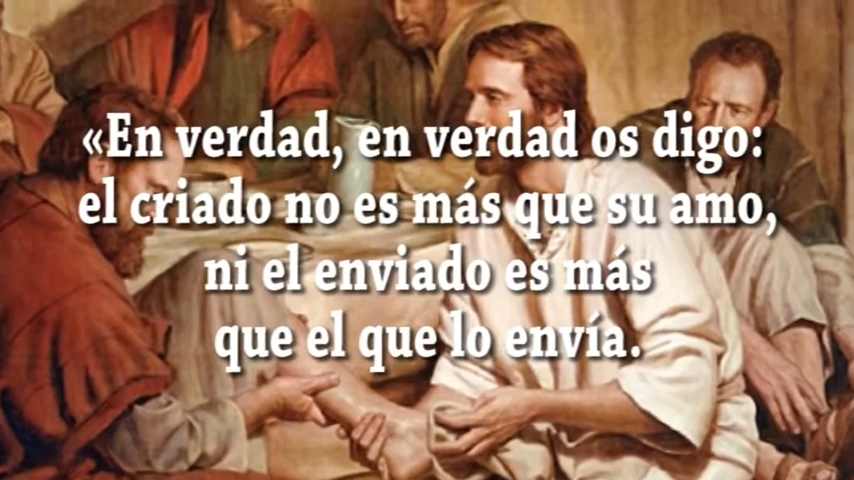 «En verdad, en verdad os digo:
el criado no es más que su amo,
ni el enviado es más
que el que lo envía.